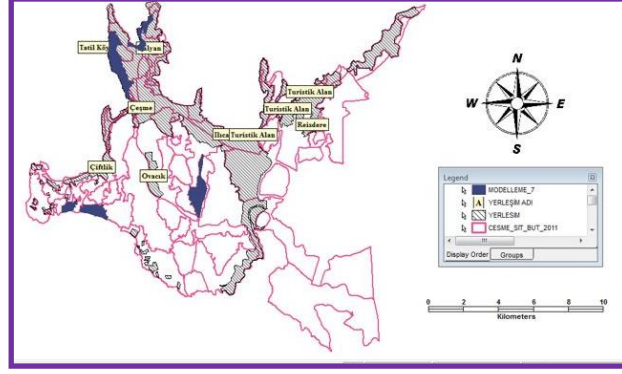 Tatil Köy
lyan
Çeşme
Turistik Alan
Turistik Alan
Ilıca
Turistik Alan
Reisdere
Çiftlik
Ovacık
N
W
E
S
Legend
MODELLEME_7
A
YERLEŞİM ADI
YERLESIM
CESME_SIT_BUT_2011
Display Order
Groups
0 2 4 6 8 10
Kilometers